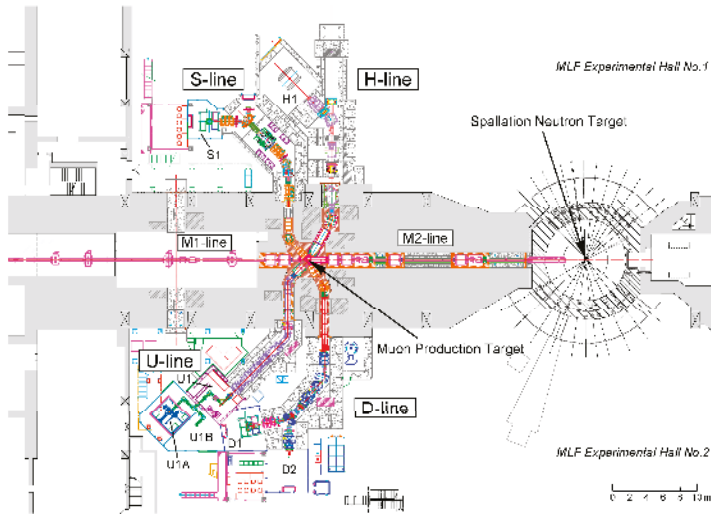 MLF Experimental Hall No.1
S-line
H-line
H1
Spallation Neutron Target
S1
M1-line
M2-line
Muon Production Target
U-line
U1
D-line
U1B
D1
U1A
D2
MLF Experimental Hall No.2
0 2 4 6 8 10m